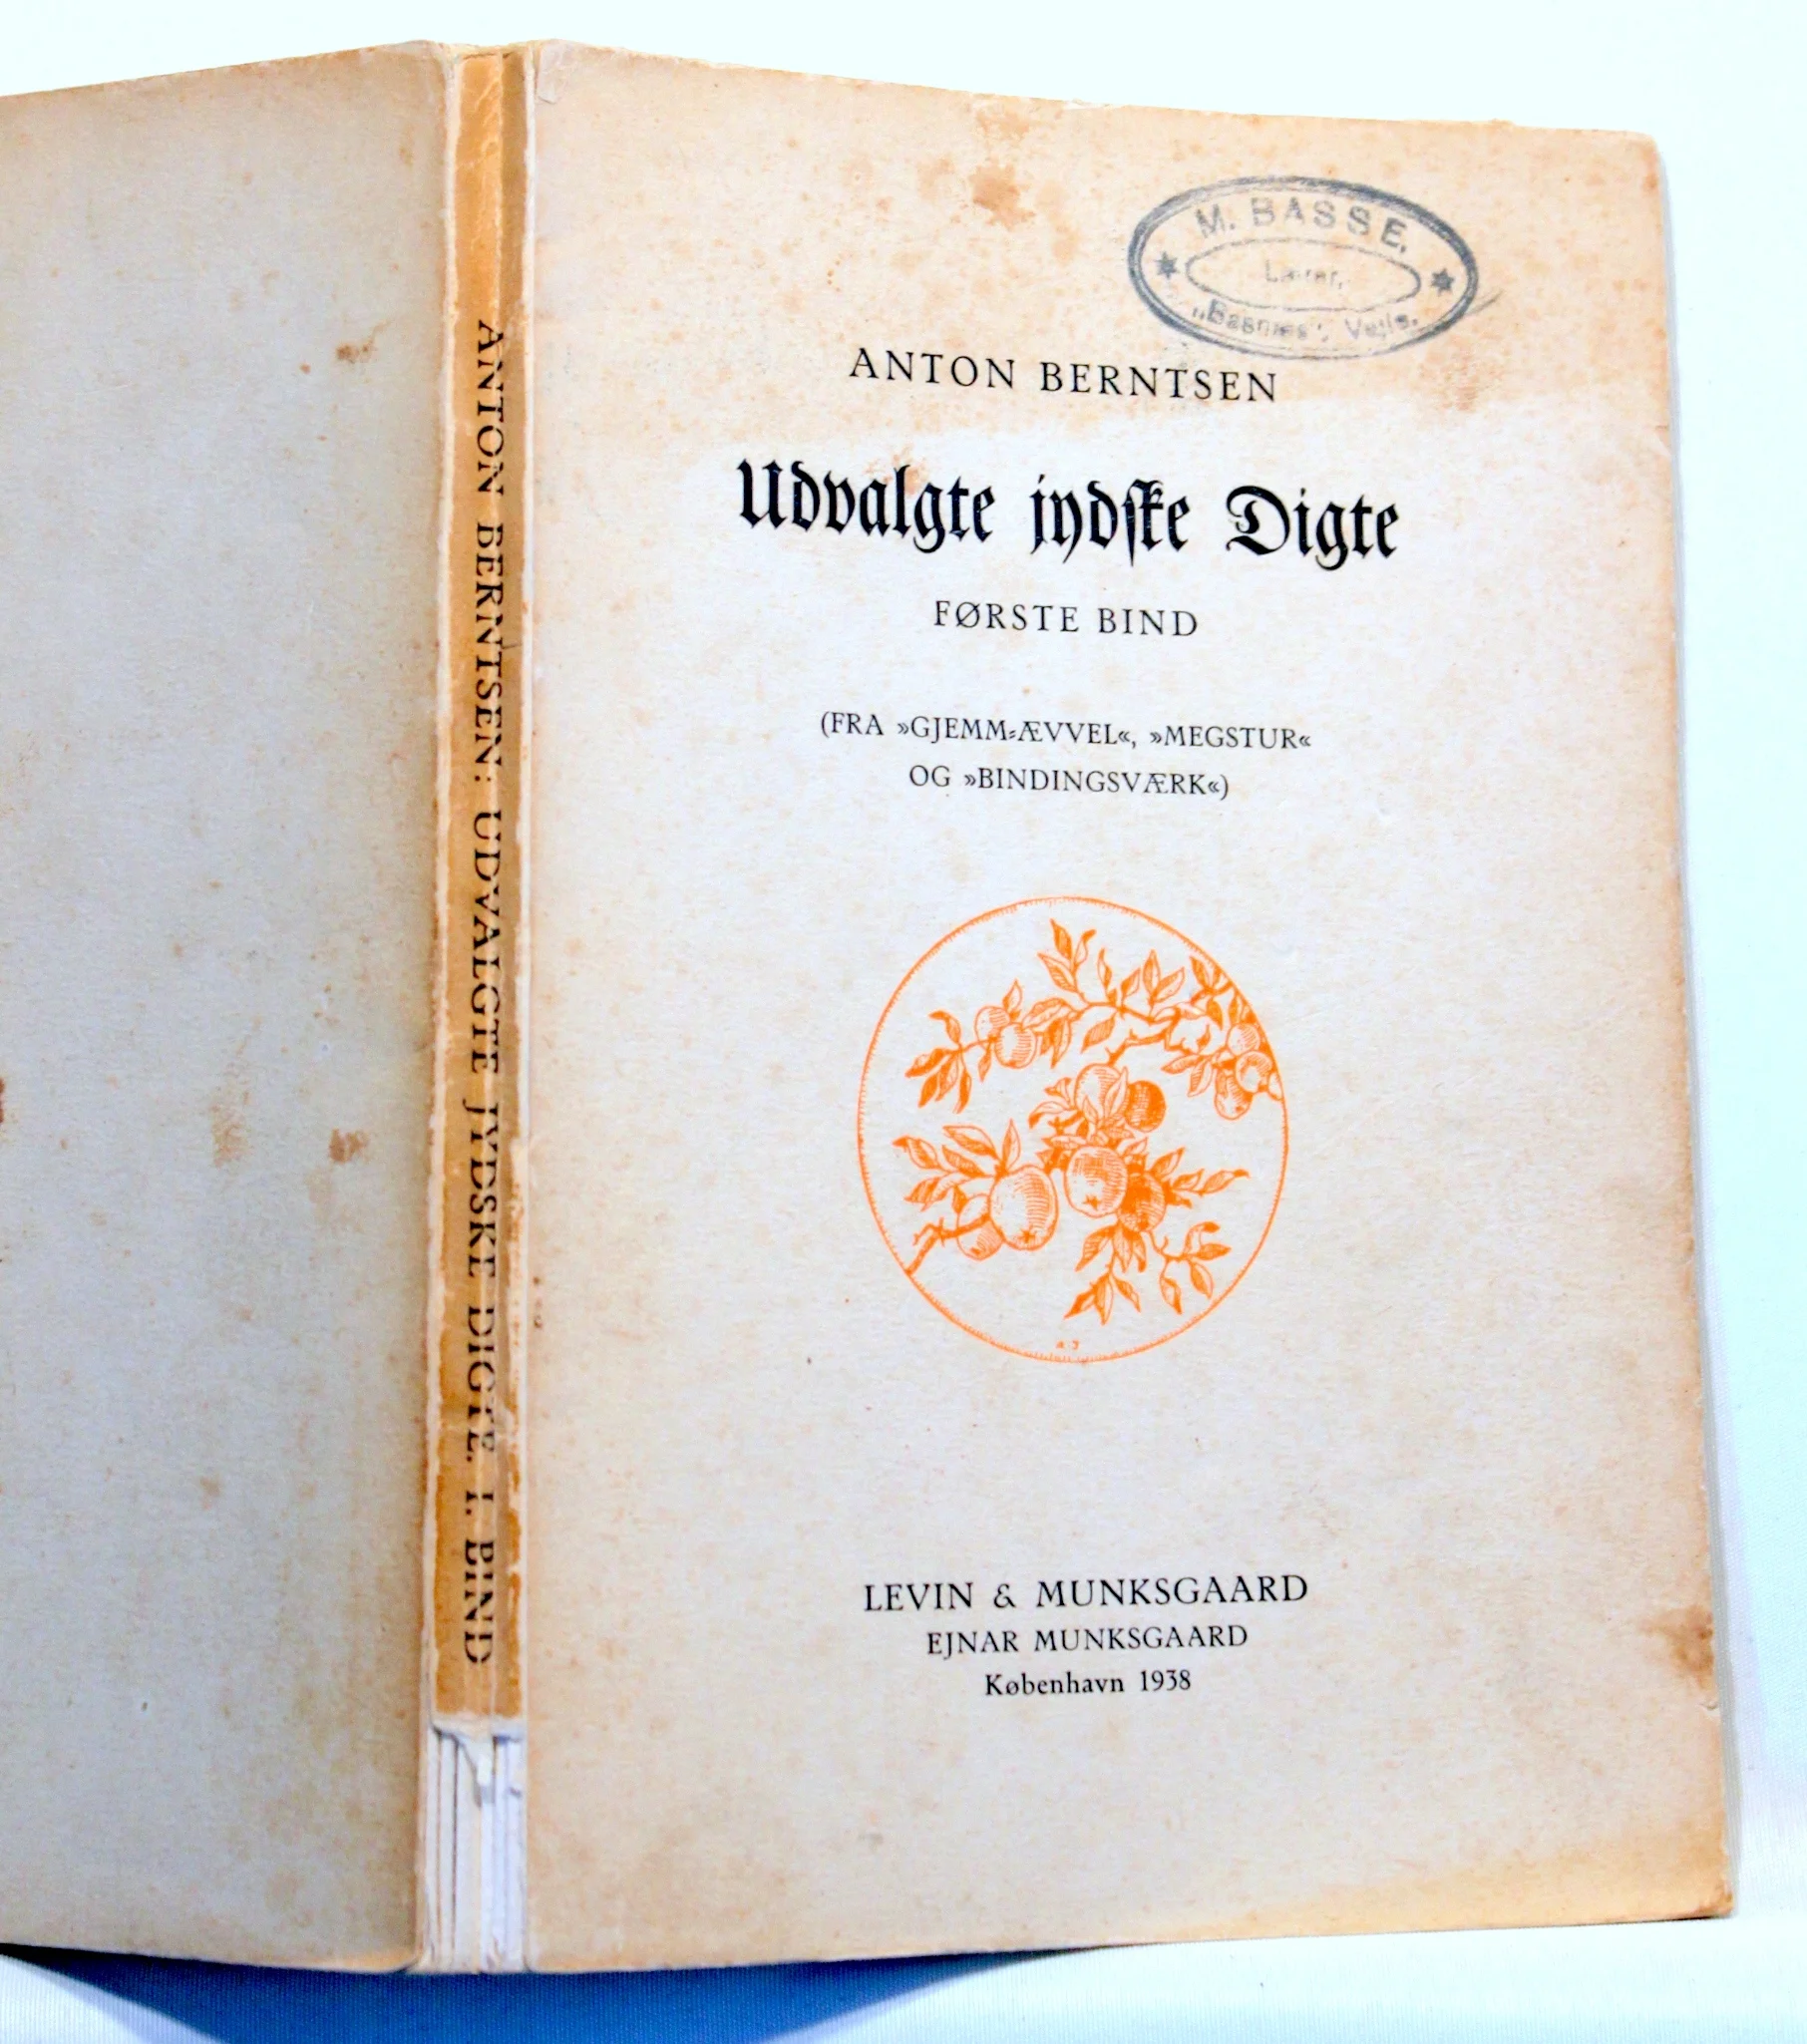 M. BASSE,
„Basnæs", Vejle.
ANTON BERNTSEN
Udvalgte jydske Digte
FØRSTE BIND
(FRA »GJEMM=ÆVVEL«, »MEGSTUR«
OG »BINDINGSVÆRK«)
LEVIN & MUNKSGAARD
EJNAR MUNKSGAARD
København 1938
ANTON BERNTSEN: UDVALGTE JYDSKE DIGTE. I. BIND